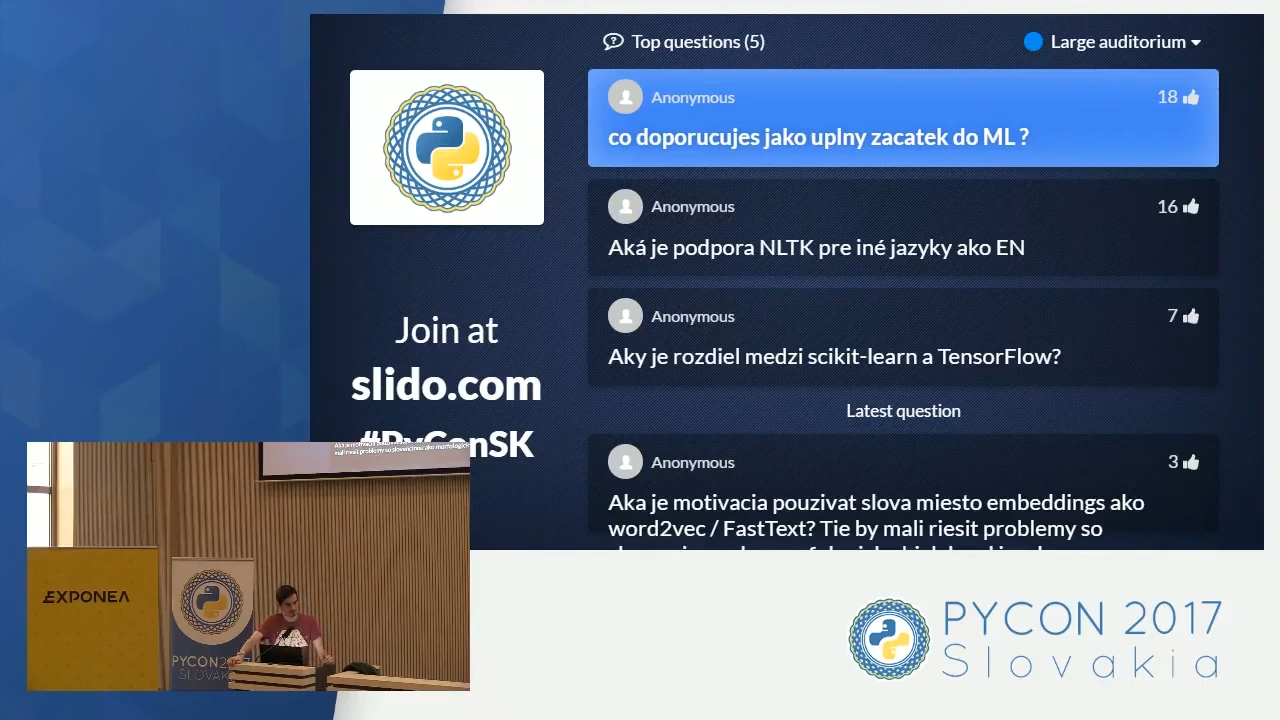 Top questions (5)
Large auditorium
Anonymous
18
co doporucujes jako uplny zacatek do ML ?
Anonymous
16
Aká je podpora NLTK pre iné jazyky ako EN
Anonymous
7
Aky je rozdiel medzi scikit-learn a TensorFlow?
Latest question
Anonymous
3
Aka je motivacia pouzivat slova miesto embeddings ako
word2vec / FastText? Tie by mali riesit problemy so
Join at
slido.com
#PyConSK
EXPONEA
PYCON
SLOVAKIA
PYCON 2017
Slovakia